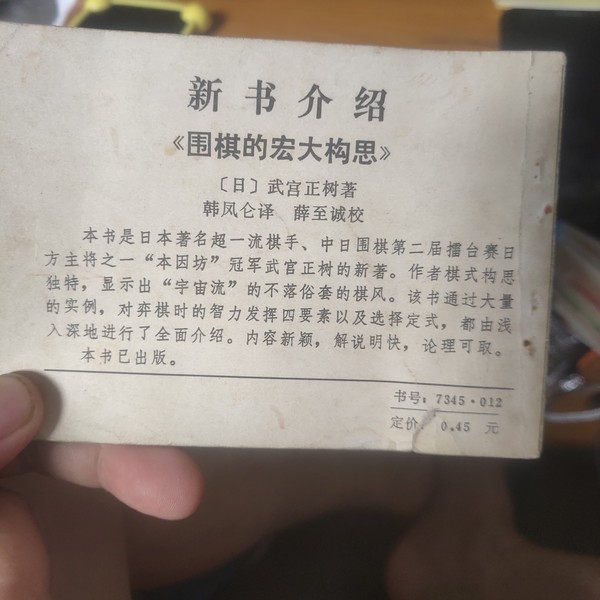 新书介绍
《围棋的宏大构思》
〔日〕武宫正树著
韩凤仑译　薛至诚校
本书是日本著名超一流棋手、中日围棋第二届擂台赛日
方主将之一“本因坊”冠军武宫正树的新著。作者棋式构思
独特，显示出“宇宙流”的不落俗套的棋风。该书通过大量
的实例，对弈棋时的智力发挥四要素以及选择定式，都由浅
入深地进行了全面介绍。内容新颖，解说明快，论理可取。
本书已出版。
书号：7345·012
定价：0.45 元